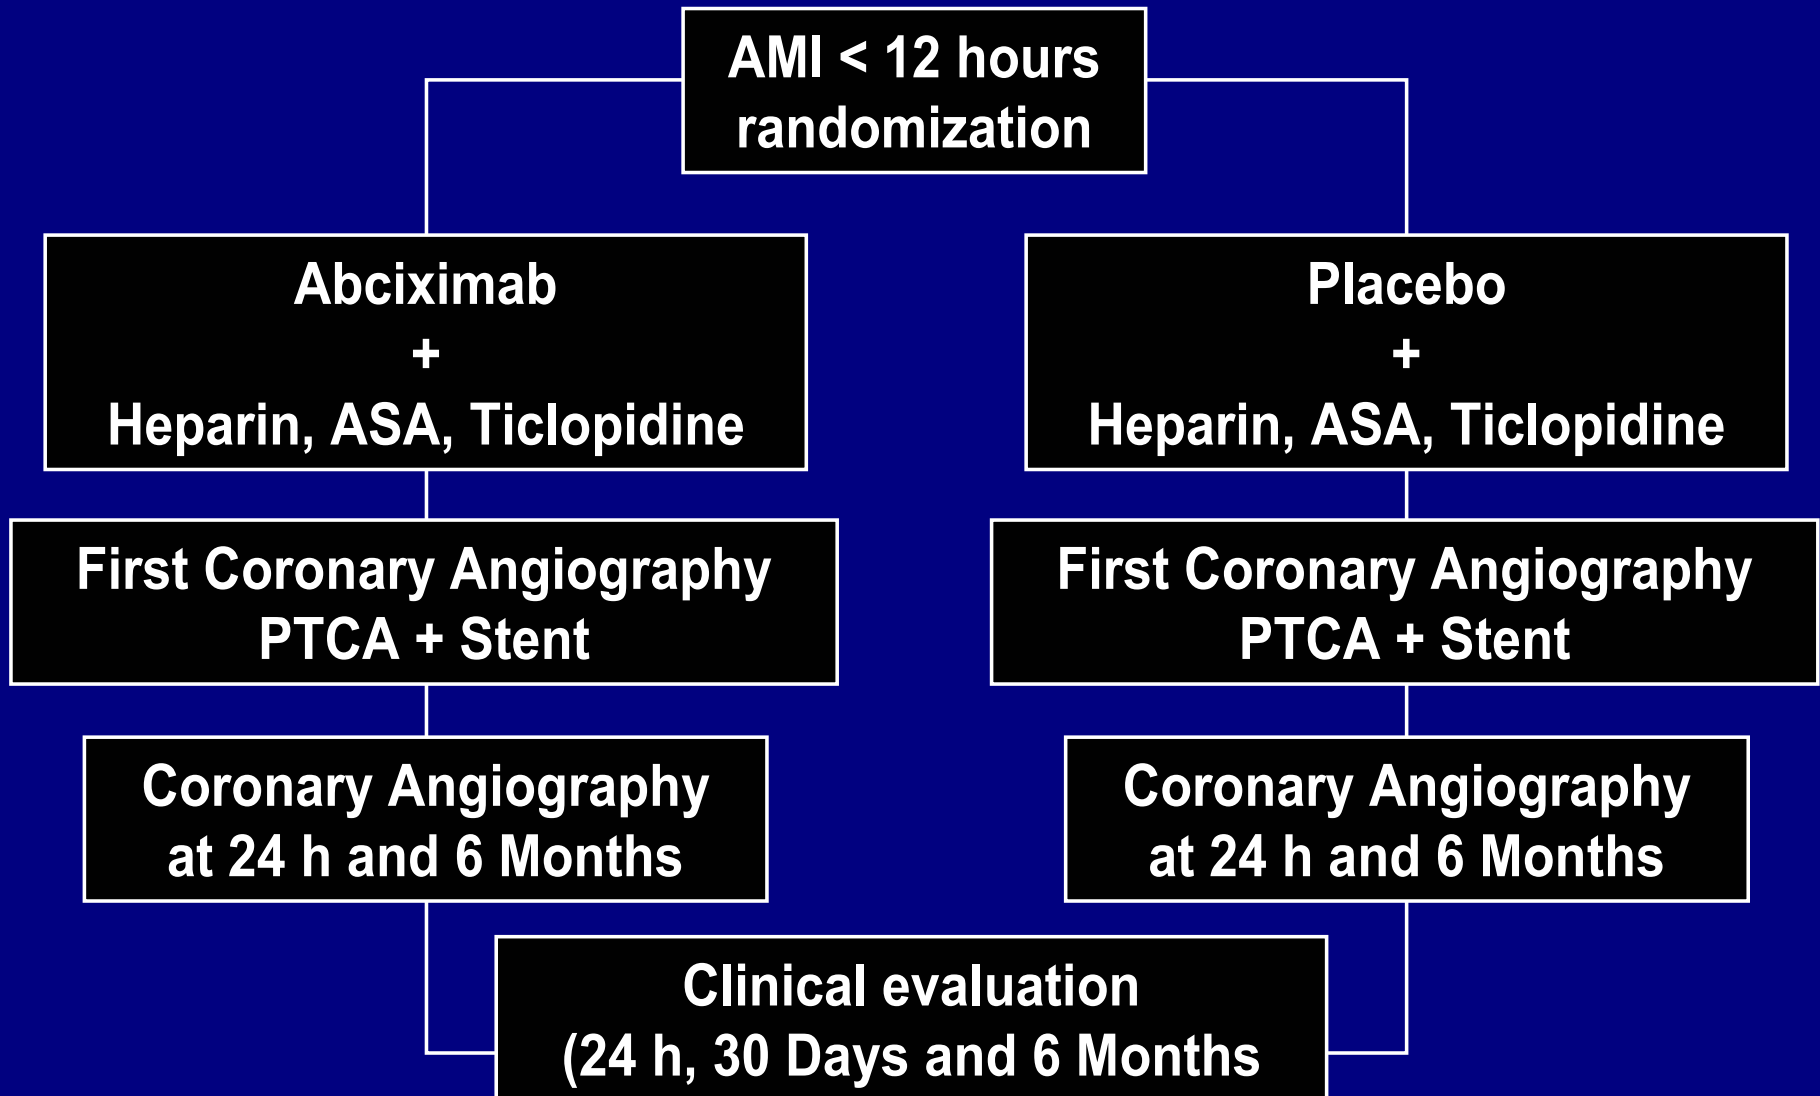 AMI < 12 hours
randomization
Abciximab
+
Heparin, ASA, Ticlopidine
Placebo
+
Heparin, ASA, Ticlopidine
First Coronary Angiography
PTCA + Stent
First Coronary Angiography
PTCA + Stent
Coronary Angiography
at 24 h and 6 Months
Coronary Angiography
at 24 h and 6 Months
Clinical evaluation
(24 h, 30 Days and 6 Months